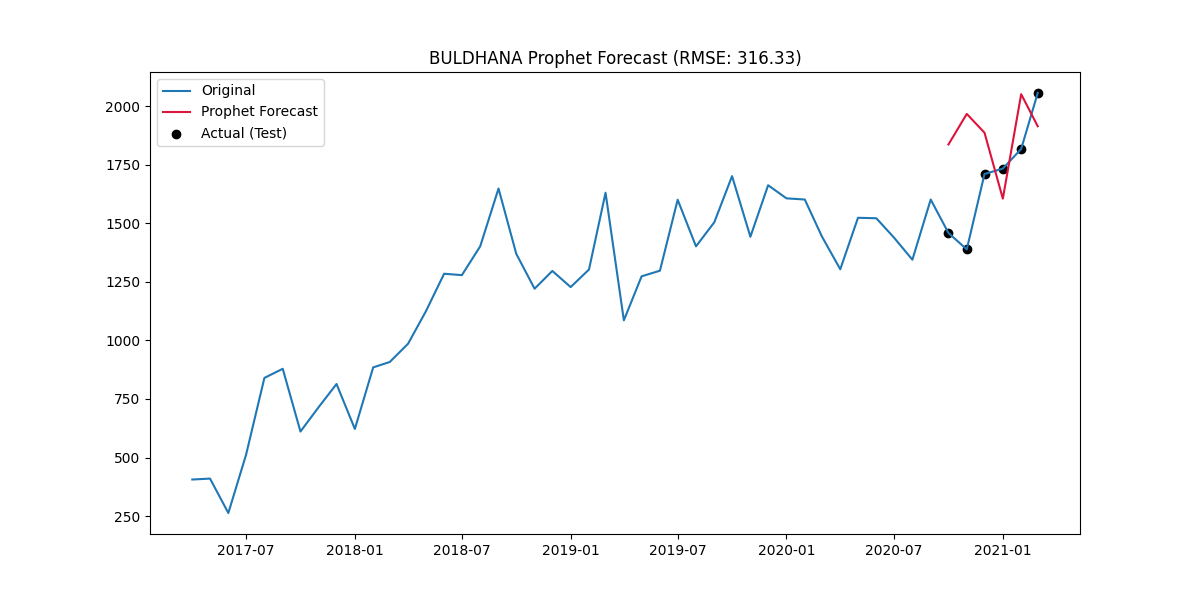 BULDHANA Prophet Forecast (RMSE: 316.33)
Original
Prophet Forecast
Actual (Test)
2000
1750
1500
1250
1000
750
500
250
2017-07 2018-01 2018-07 2019-01 2019-07 2020-01 2020-07 2021-01